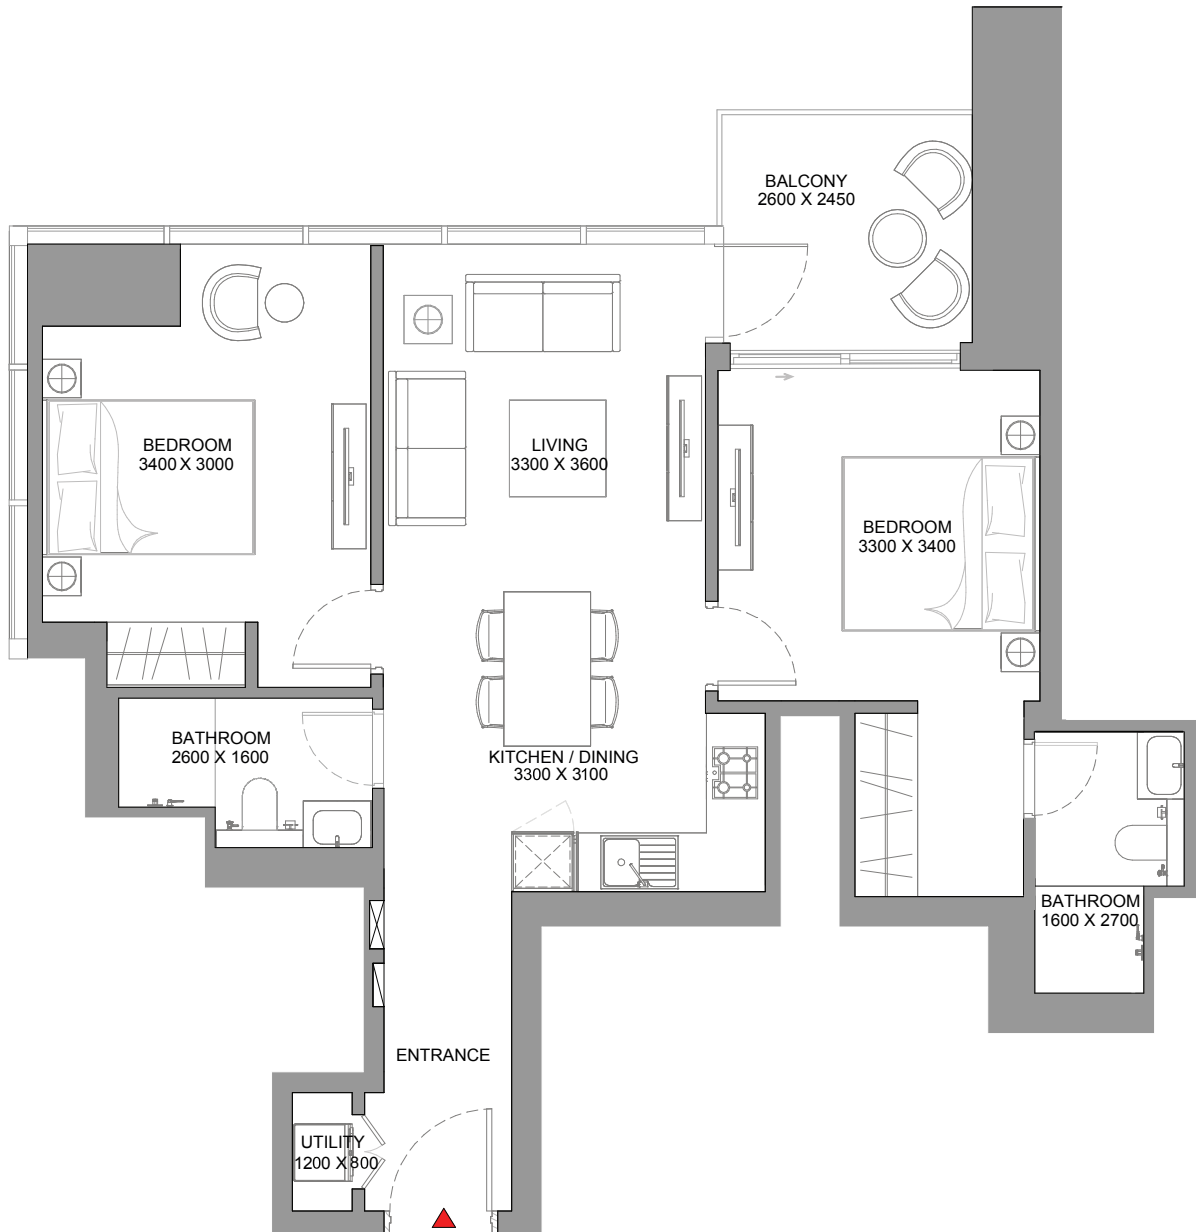 BALCONY
2600 X 2450
BEDROOM
3400 X 3000
LIVING
3300 X 3600
BEDROOM
3300 X 3400
BATHROOM
2600 X 1600
KITCHEN / DINING
3300 X 3100
BATHROOM
1600 X 2700
ENTRANCE
UTILITY
1200 X 800